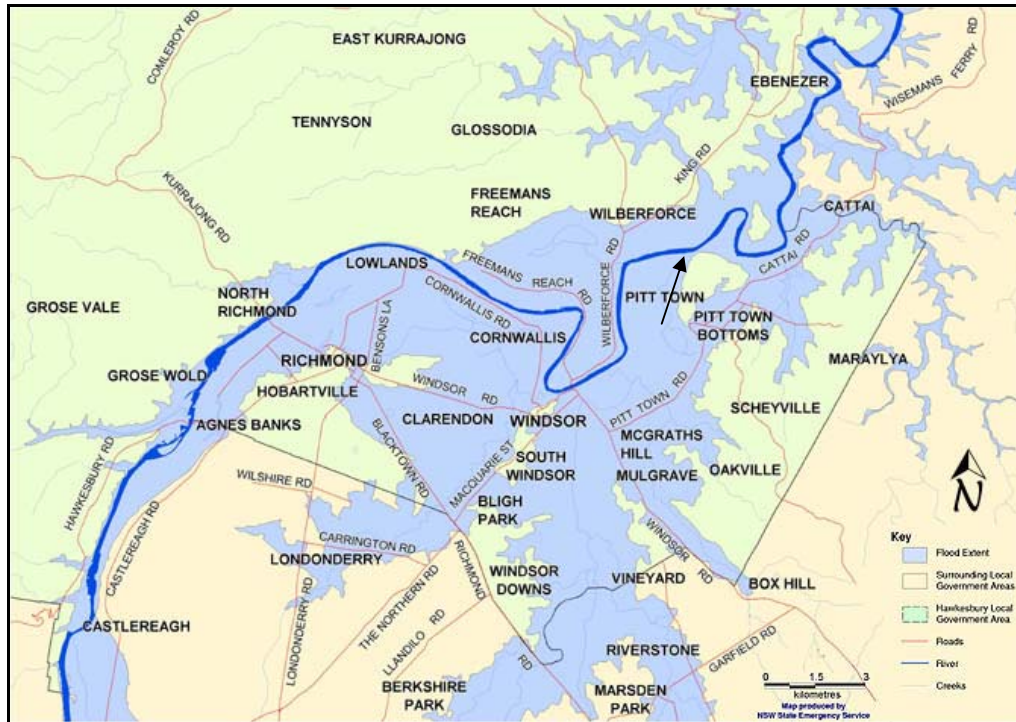 COMLEROY RD
EAST KURRAJONG
EBENEZER
WISEMANS
FERRY RD
TENNYSON
GLOSSODIA
KURRAJONG RD
KING RD
FREEMANS
REACH
WILBERFORCE
CATTAI
CATTAI RD
LOWLANDS
FREEMANS REACH RD
WILBERFORCE RD
GROSE VALE
NORTH
RICHMOND
CORNWALLIS RD
PITT TOWN
PITT TOWN
BOTTOMS
BENSONS LA
CORNWALLIS
RICHMOND
MARAYLYA
GROSE WOLD
HOBARTVILLE
WINDSOR RD
PITT TOWN RD
SCHEYVILLE
AGNES BANKS
CLARENDON
WINDSOR
BLACKTOWN RD
MACQUARIE ST
SOUTH
WINDSOR
MCGRATHS
HILL
MULGRAVE
OAKVILLE
HAWKESBURY RD
CASTLEREAGH RD
WILSHIRE RD
BLIGH
PARK
WINDSOR RD
N
CARRINGTON RD
LONDONDERRY
RICHMOND RD
WINDSOR
DOWNS
VINEYARD
BOX HILL
LONDONDERRY RD
THE NORTHERN RD
LLANDILO RD
CASTLEREAGH
RIVERSTONE
GARFIELD RD
BERKSHIRE
PARK
MARSDEN
PARK
Key
Flood Extent
Surrounding Local
Government Areas
Hawkesbury Local
Government Area
Roads
River
Creeks
0 1.5 3
kilometres
Map produced by
NSW State Emergency Service